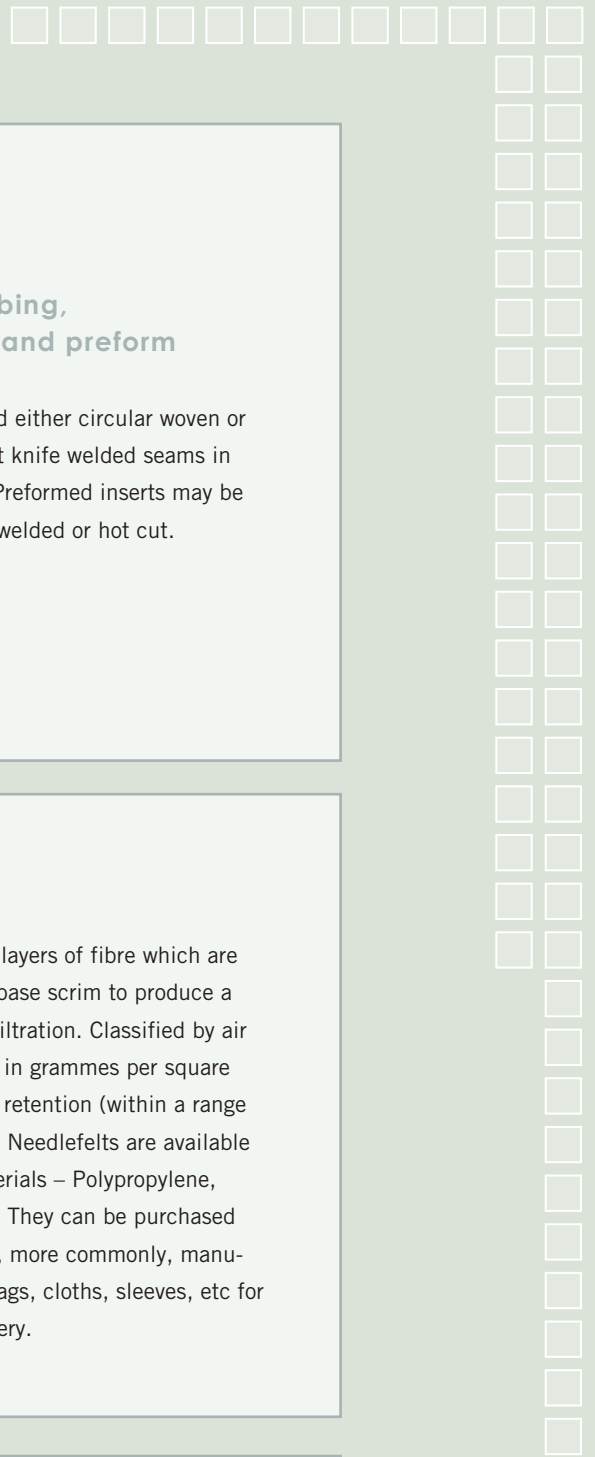 bing,
and preform
d either circular woven or
t knife welded seams in
Preformed inserts may be
welded or hot cut.
layers of fibre which are
base scrim to produce a
iltration. Classified by air
in grammes per square
retention (within a range
Needlefelts are available
erials – Polypropylene,
They can be purchased
, more commonly, manu-
ags, cloths, sleeves, etc for
ery.